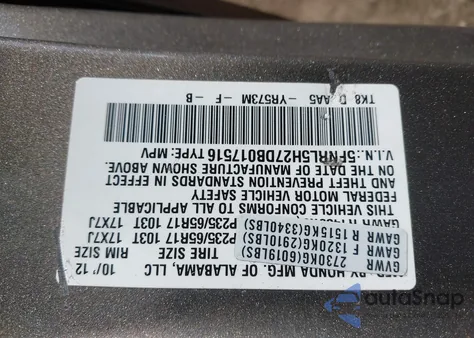 MFD. BY HONDA MFG. OF ALABAMA, LLC 10/'12
GVWR 2730KG(6019LBS) TIRE SIZE RIM SIZE
GAWR F 1320KG(2910LBS) P235/65R17 103T 17X7J
GAWR R 1515KG(3340LBS) P235/65R17 103T 17X7J
THIS VEHICLE CONFORMS TO ALL APPLICABLE
FEDERAL MOTOR VEHICLE SAFETY
AND THEFT PREVENTION STANDARDS IN EFFECT
ON THE DATE OF MANUFACTURE SHOWN ABOVE.
V.I.N.:5FNRL5H27DB017516 TYPE: MPV
TK8 D AA5 -YR573M -F -B
autoSnap